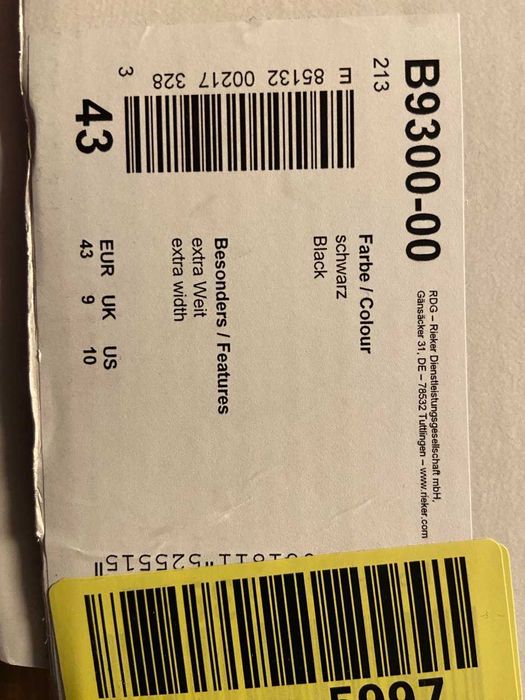 B9300-00
RDG – Rieker Dienstleistungsgesellschaft mbH,
Gänsäcker 31, DE – 78532 Tuttlingen – www.rieker.com
213
Farbe / Colour
schwarz
Black
E 85132 00217 328 3
Besonders / Features
extra Weit
extra width
43
EUR UK US
43 9 10
525515"